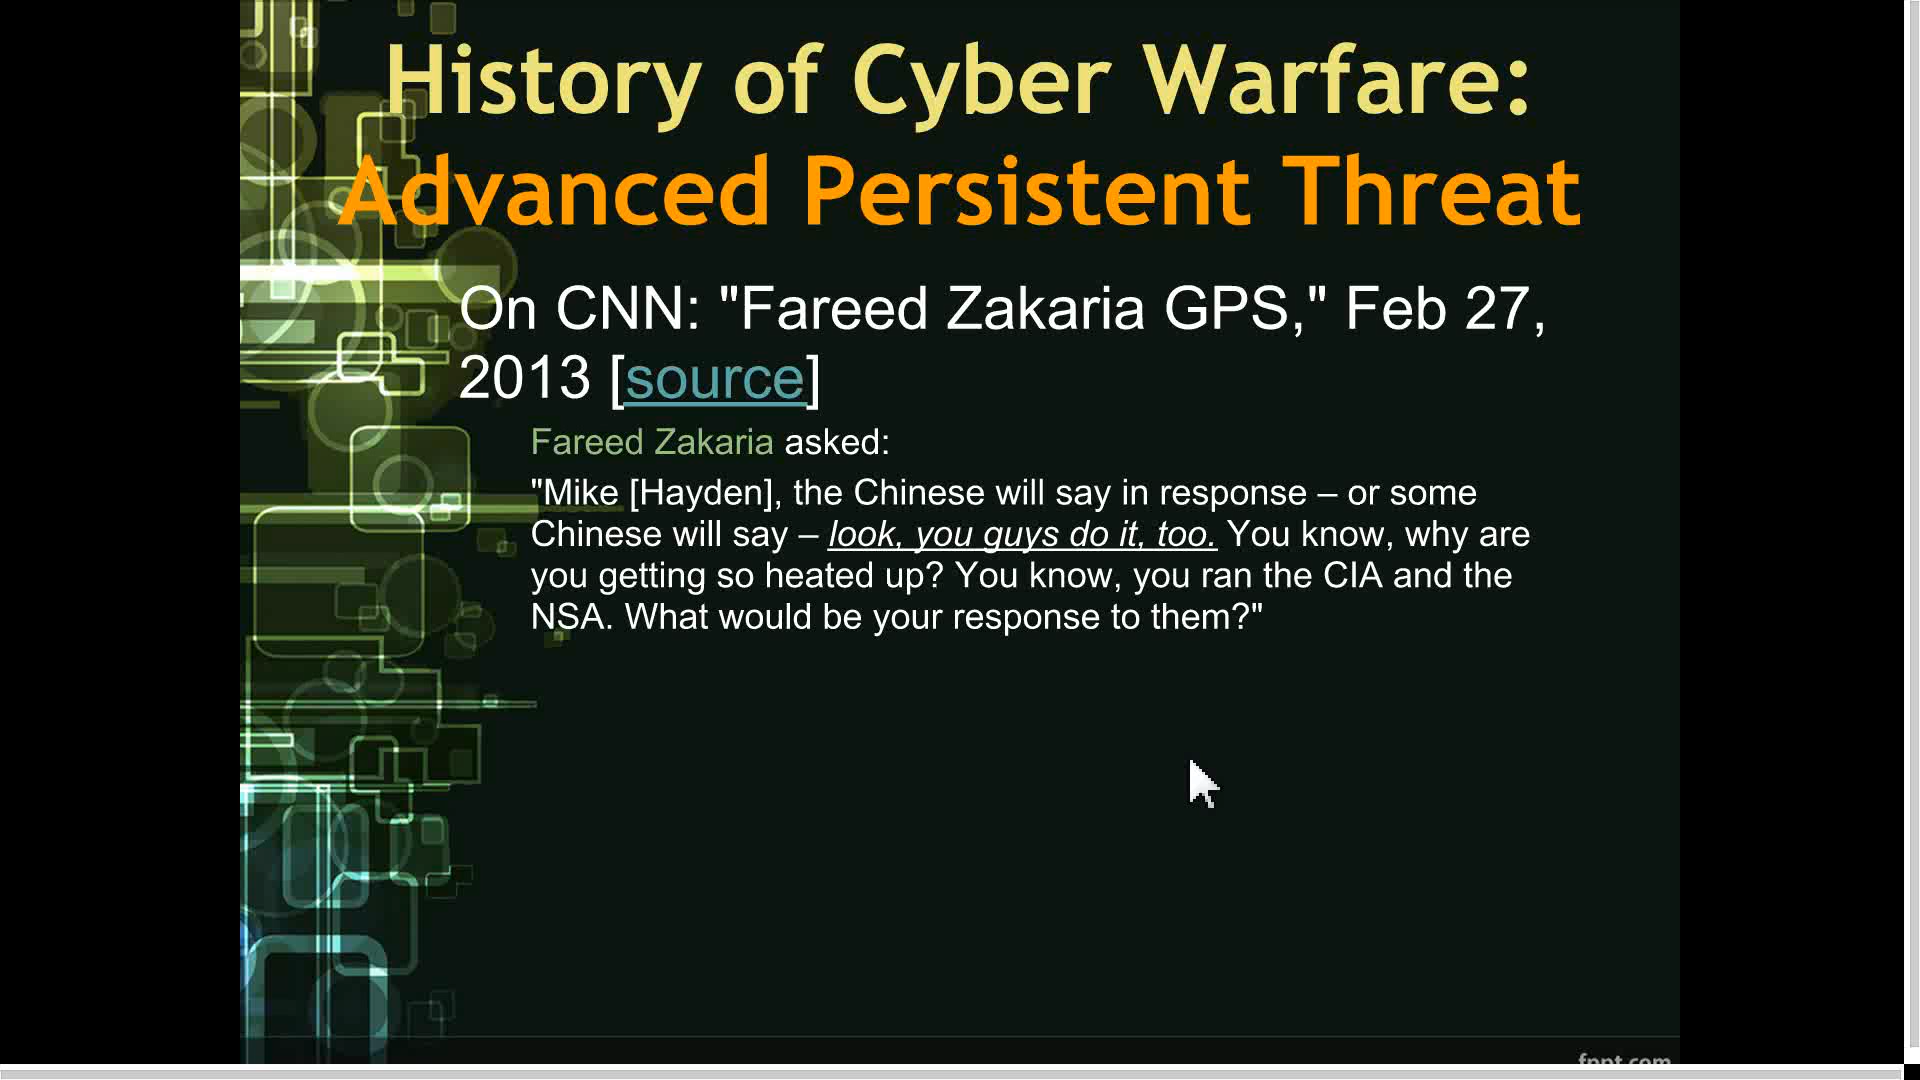 History of Cyber Warfare:
Advanced Persistent Threat
On CNN: "Fareed Zakaria GPS," Feb 27,
2013 [source]
Fareed Zakaria asked:
"Mike [Hayden], the Chinese will say in response – or some
Chinese will say – look, you guys do it, too. You know, why are
you getting so heated up? You know, you ran the CIA and the
NSA. What would be your response to them?"
fppt.com